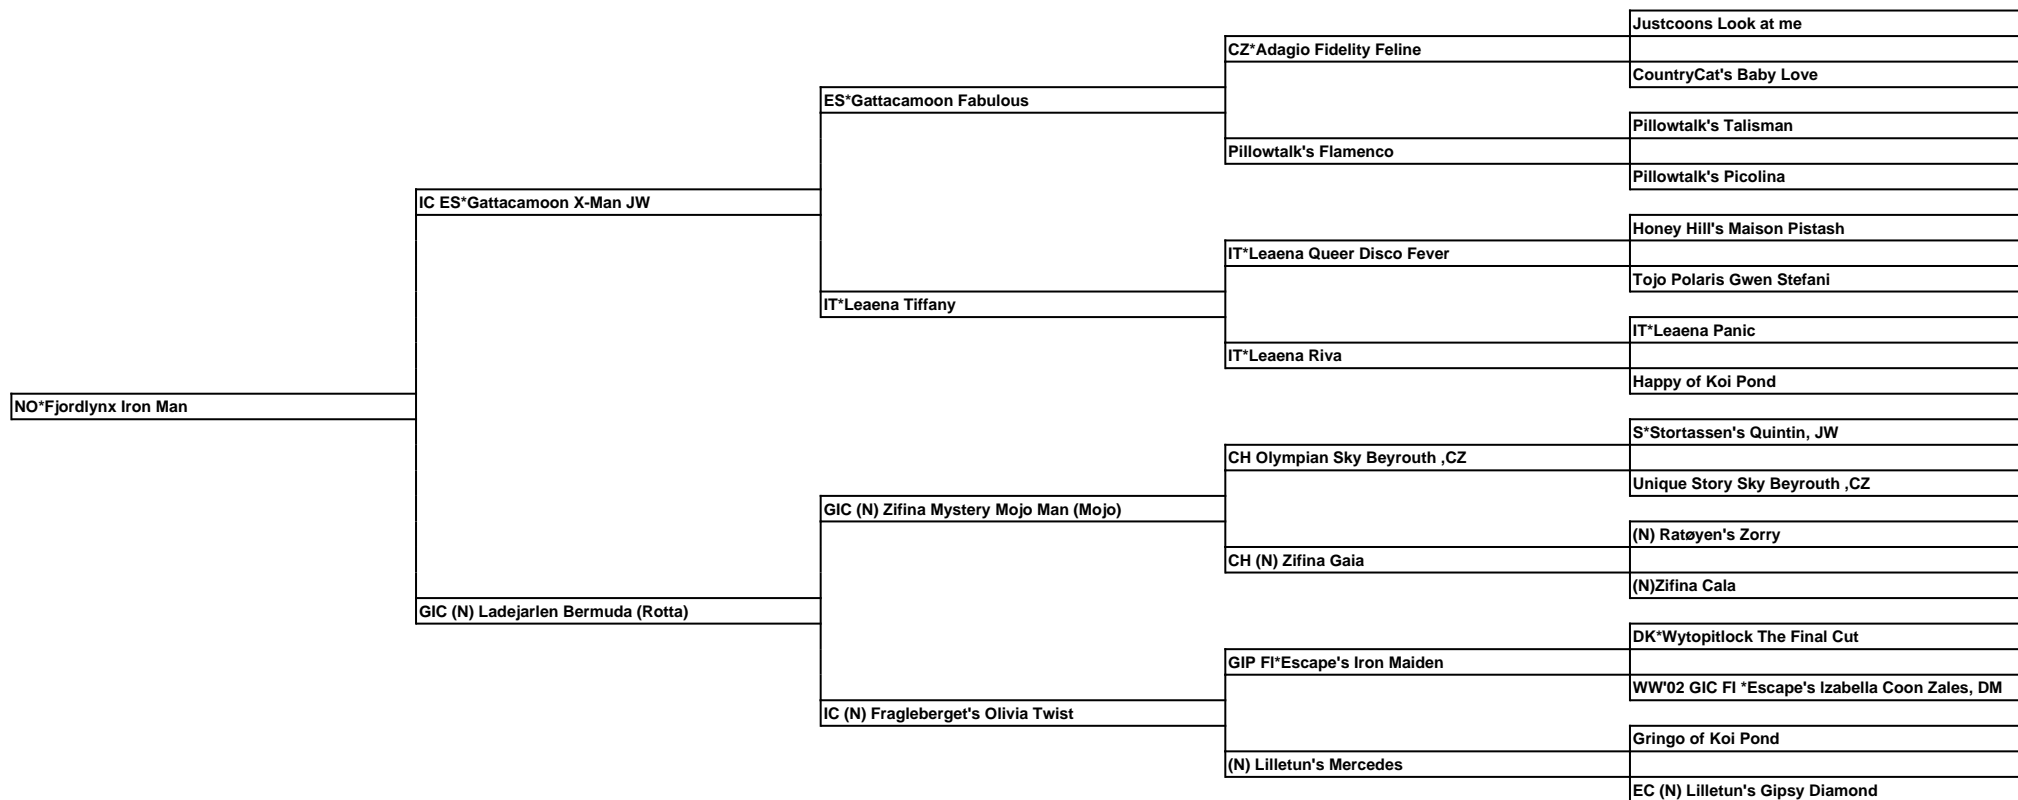 Justcoons Look at me
CZ*Adagio Fidelity Feline
CountryCat's Baby Love
ES*Gattacamoon Fabulous
Pillowtalk's Talisman
Pillowtalk's Flamenco
Pillowtalk's Picolina
IC ES*Gattacamoon X-Man JW
Honey Hill's Maison Pistash
IT*Leaena Queer Disco Fever
Tojo Polaris Gwen Stefani
IT*Leaena Tiffany
IT*Leaena Panic
IT*Leaena Riva
Happy of Koi Pond
NO*Fjordlynx Iron Man
S*Stortassen's Quintin, JW
CH Olympian Sky Beyrouth ,CZ
Unique Story Sky Beyrouth ,CZ
GIC (N) Zifina Mystery Mojo Man (Mojo)
(N) Ratøyen's Zorry
CH (N) Zifina Gaia
(N)Zifina Cala
GIC (N) Ladejarlen Bermuda (Rotta)
DK*Wytopitlock The Final Cut
GIP FI*Escape's Iron Maiden
WW'02 GIC FI *Escape's Izabella Coon Zales, DM
IC (N) Fragleberget's Olivia Twist
Gringo of Koi Pond
(N) Lilletun's Mercedes
EC (N) Lilletun's Gipsy Diamond